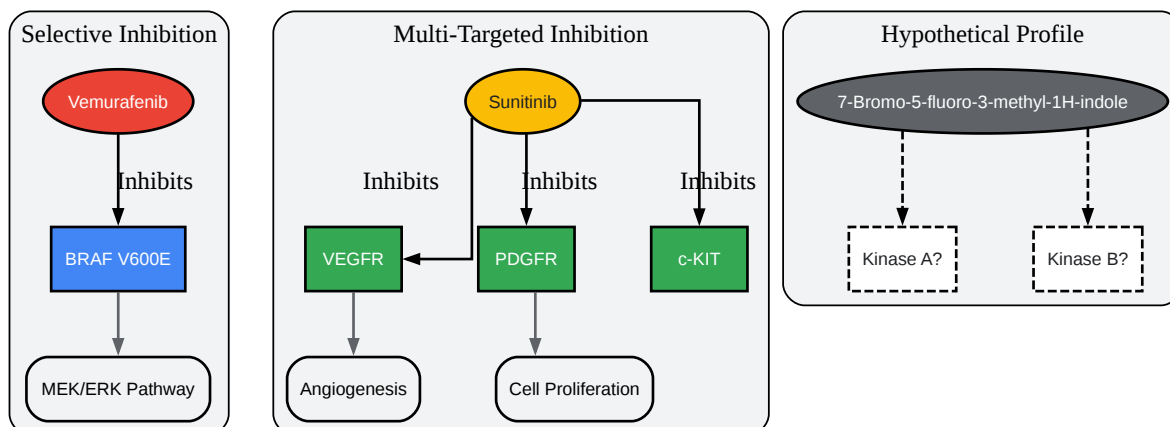 Selective Inhibition
Vemurafenib
Inhibits
BRAF V600E
MEK/ERK Pathway
Multi-Targeted Inhibition
Sunitinib
Inhibits
Inhibits
Inhibits
VEGFR
PDGFR
c-KIT
Angiogenesis
Cell Proliferation
Hypothetical Profile
7-Bromo-5-fluoro-3-methyl-1H-indole
Kinase A?
Kinase B?